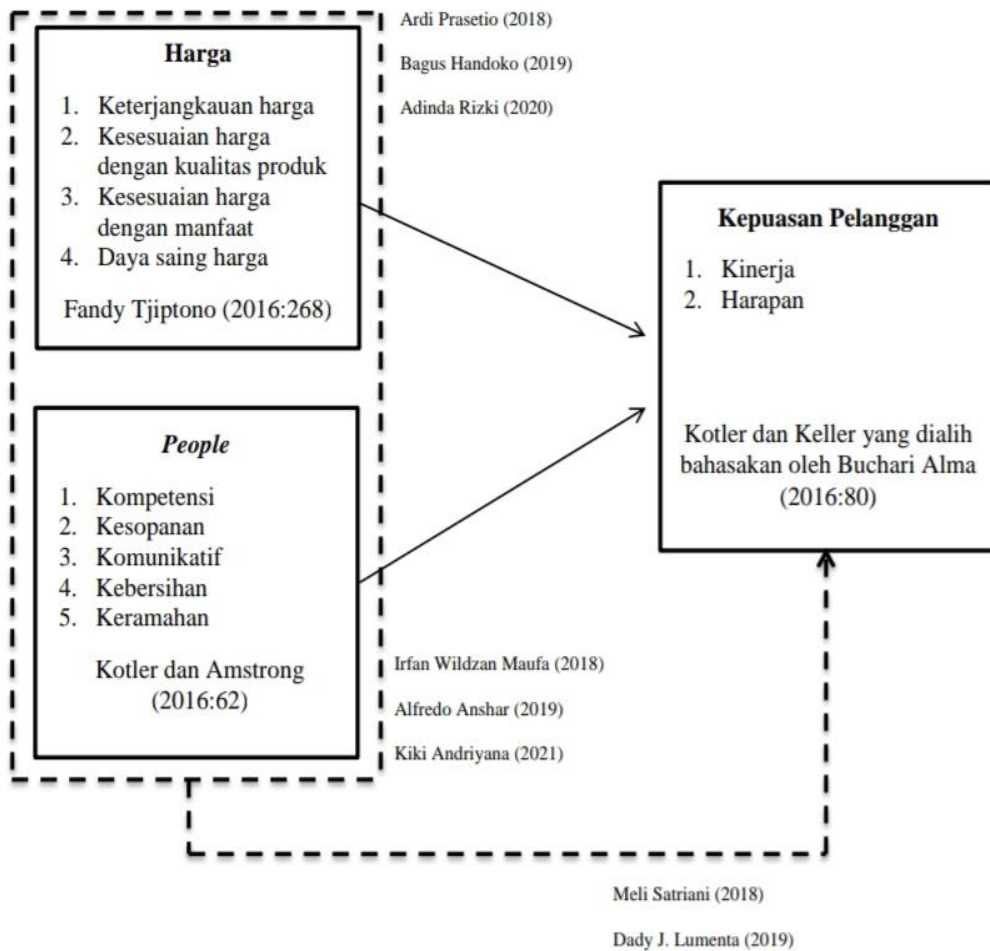 Ardi Prasetio (2018)
Bagus Handoko (2019)
Adinda Rizki (2020)
Harga
1. Keterjangkauan harga
2. Kesesuaian harga
dengan kualitas produk
3. Kesesuaian harga
dengan manfaat
4. Daya saing harga
Fandy Tjiptono (2016:268)
Kepuasan Pelanggan
1. Kinerja
2. Harapan
Kotler dan Keller yang dialih
bahasakan oleh Buchari Alma
(2016:80)
People
1. Kompetensi
2. Kesopanan
3. Komunikatif
4. Kebersihan
5. Keramahan
Kotler dan Amstrong
(2016:62)
Irfan Wildzan Maufa (2018)
Alfredo Anshar (2019)
Kiki Andriyana (2021)
Meli Satriani (2018)
Dady J. Lumenta (2019)